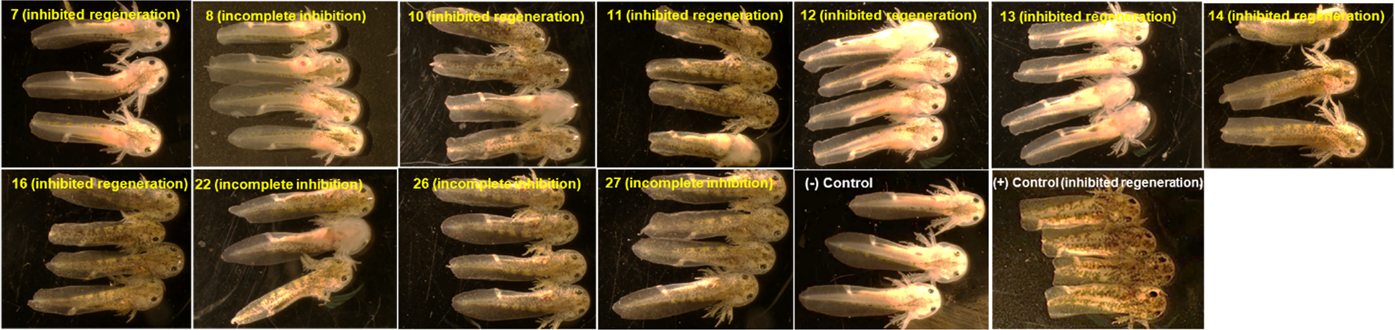 7 (inhibited regeneration)
8 (incomplete inhibition)
10 (inhibited regeneration)
11 (inhibited regeneration)
12 (inhibited regeneration)
13 (inhibited regeneration)
14 (inhibited regeneration)
16 (inhibited regeneration)
22 (incomplete inhibition)
26 (incomplete inhibition)
27 (incomplete inhibition)
(-) Control
(+) Control (inhibited regeneration)